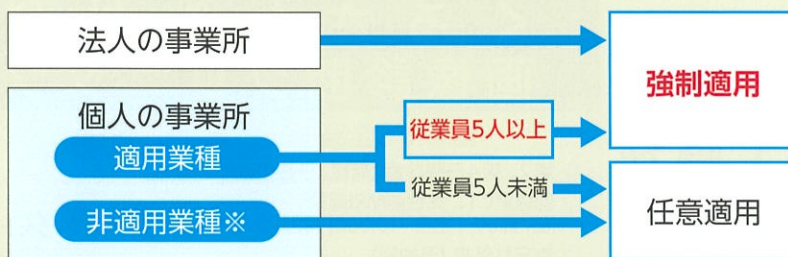 法人の事業所
強制適用
個人の事業所
適用業種
従業員5人以上
従業員5人未満
非適用業種※
任意適用